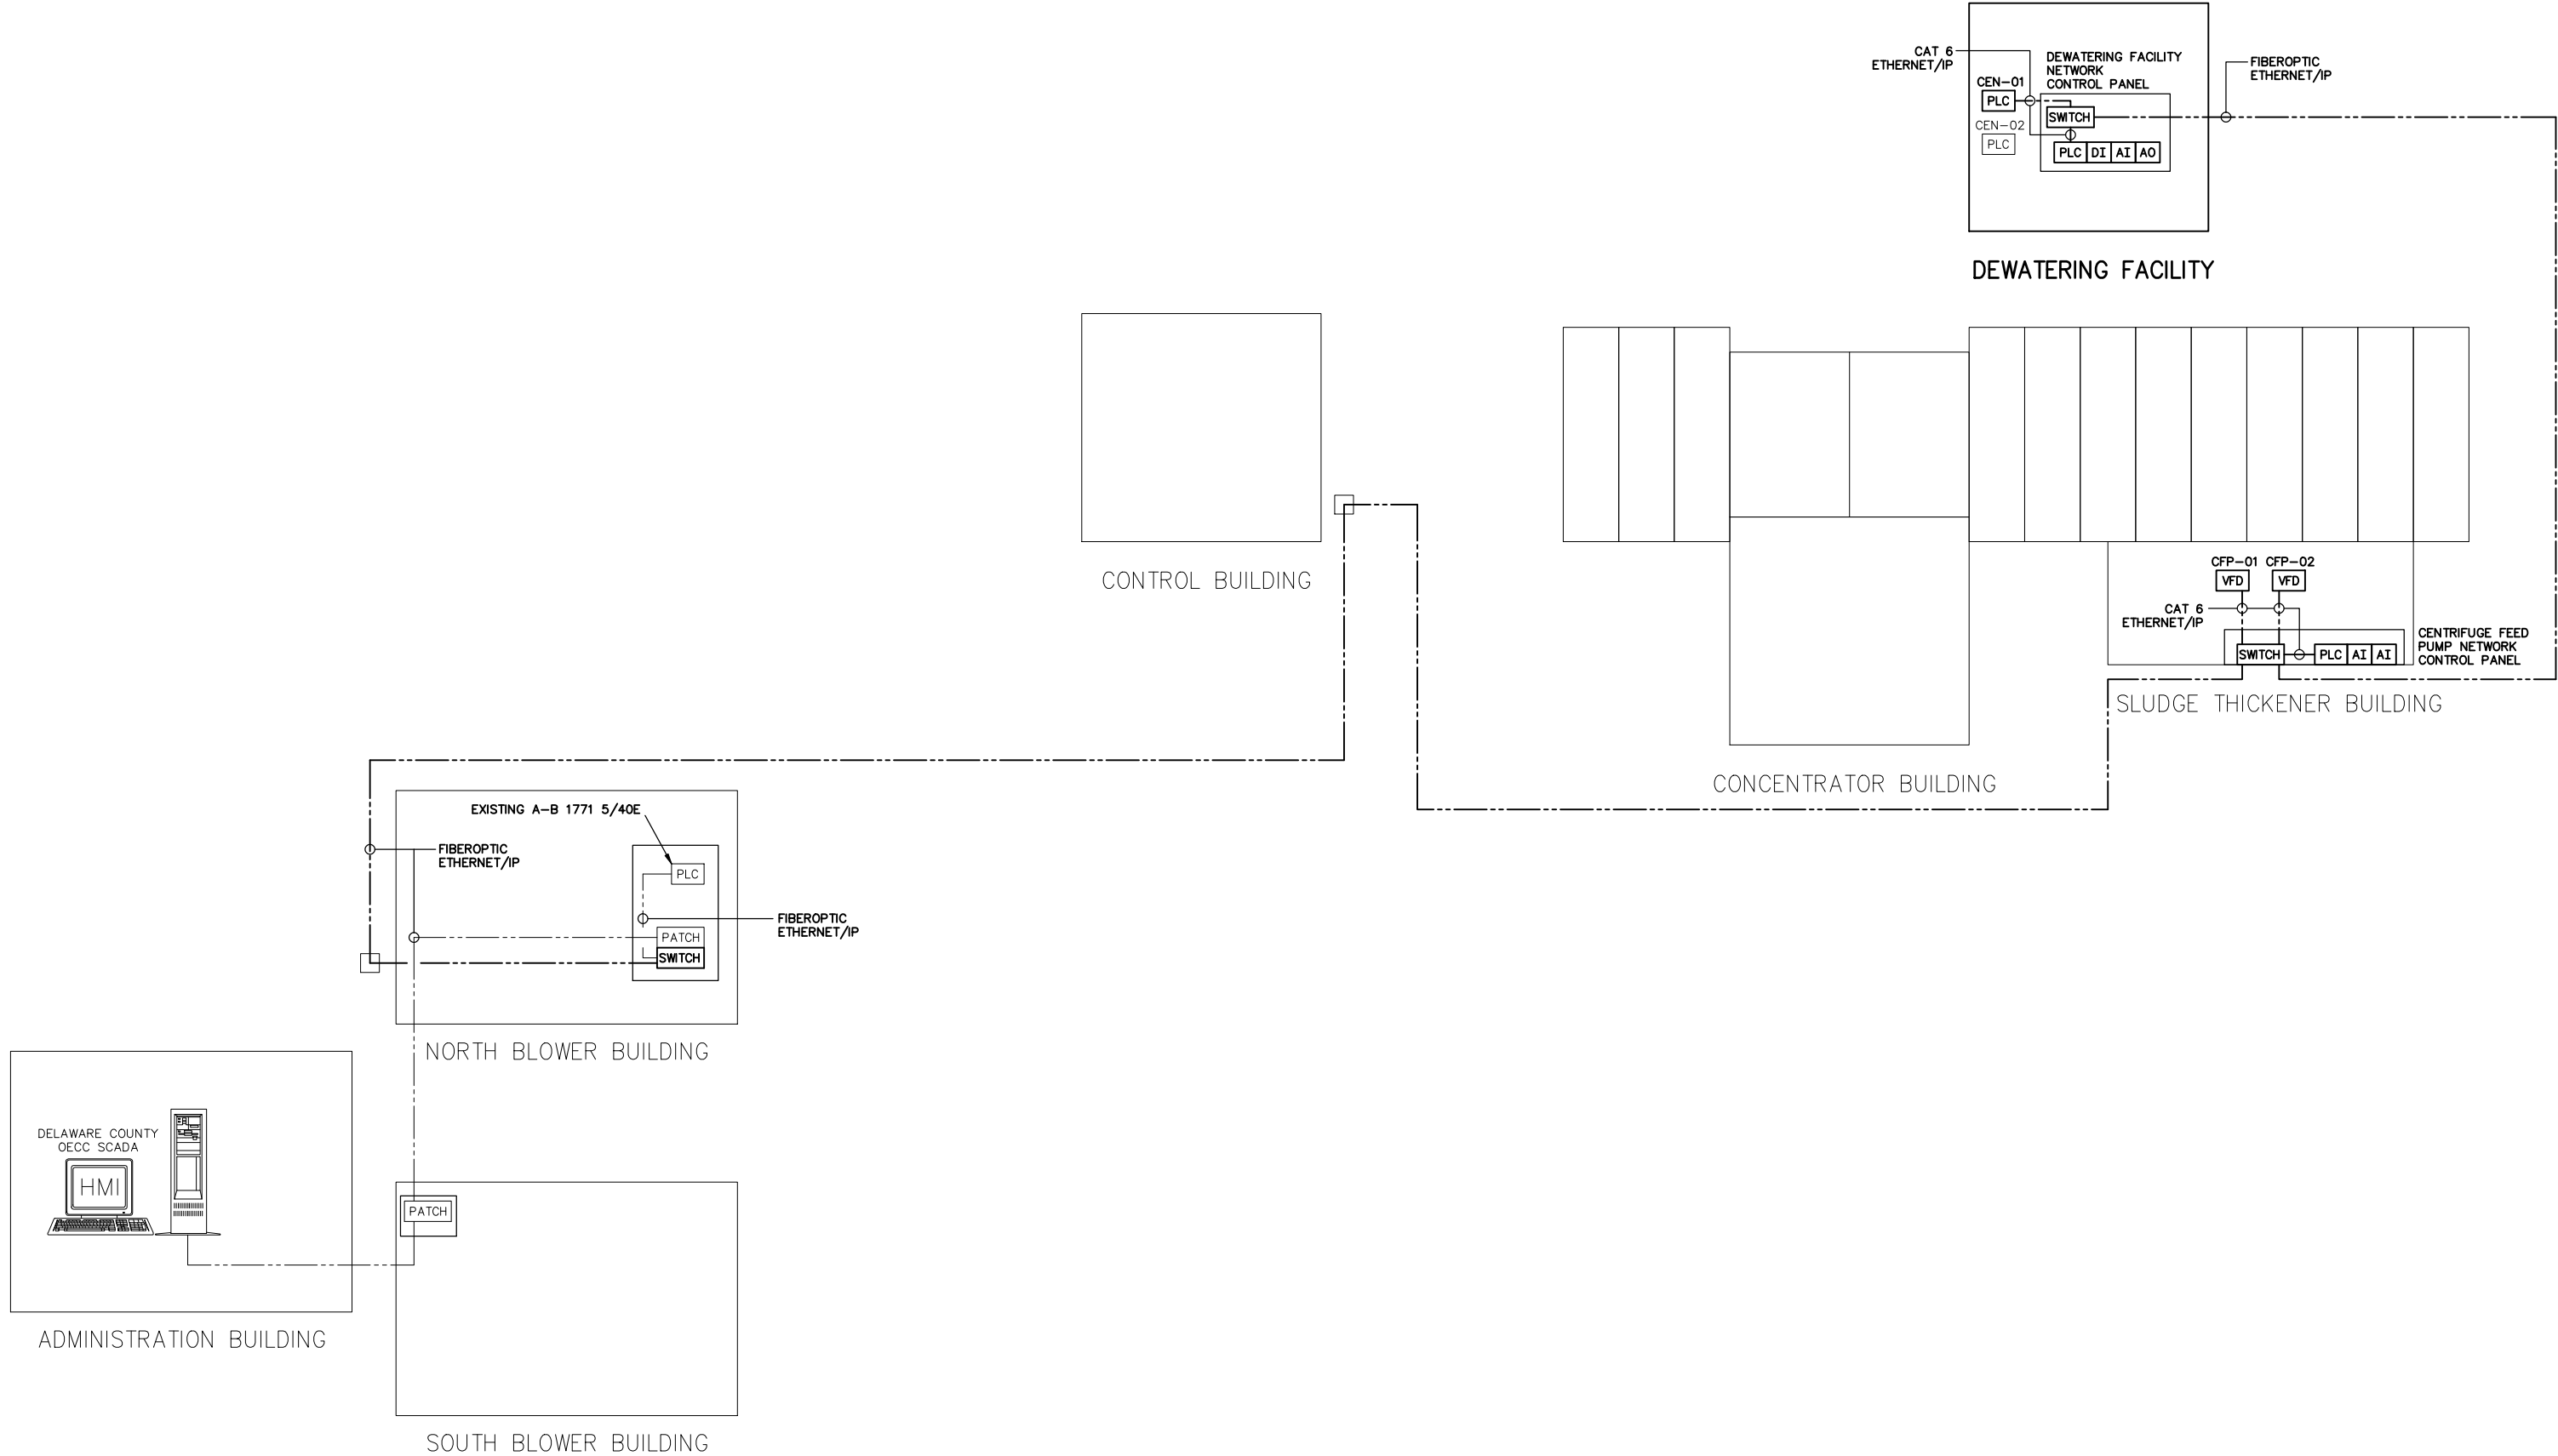 CAT 6
ETHERNET/IP
DEWATERING FACILITY
NETWORK
CONTROL PANEL
FIBEROPTIC
ETHERNET/IP
CEN-01
PLC
SWITCH
CEN-02
PLC
PLC DI AI AO
DEWATERING FACILITY
CONTROL BUILDING
CFP-01 CFP-02
VFD VFD
CAT 6
ETHERNET/IP
SWITCH PLC AI AI
CENTRIFUGE FEED
PUMP NETWORK
CONTROL PANEL
SLUDGE THICKENER BUILDING
CONCENTRATOR BUILDING
EXISTING A-B 1771 5/40E
FIBEROPTIC
ETHERNET/IP
PLC
FIBEROPTIC
ETHERNET/IP
PATCH
SWITCH
NORTH BLOWER BUILDING
DELAWARE COUNTY
OECC SCADA
HMI
PATCH
ADMINISTRATION BUILDING
SOUTH BLOWER BUILDING